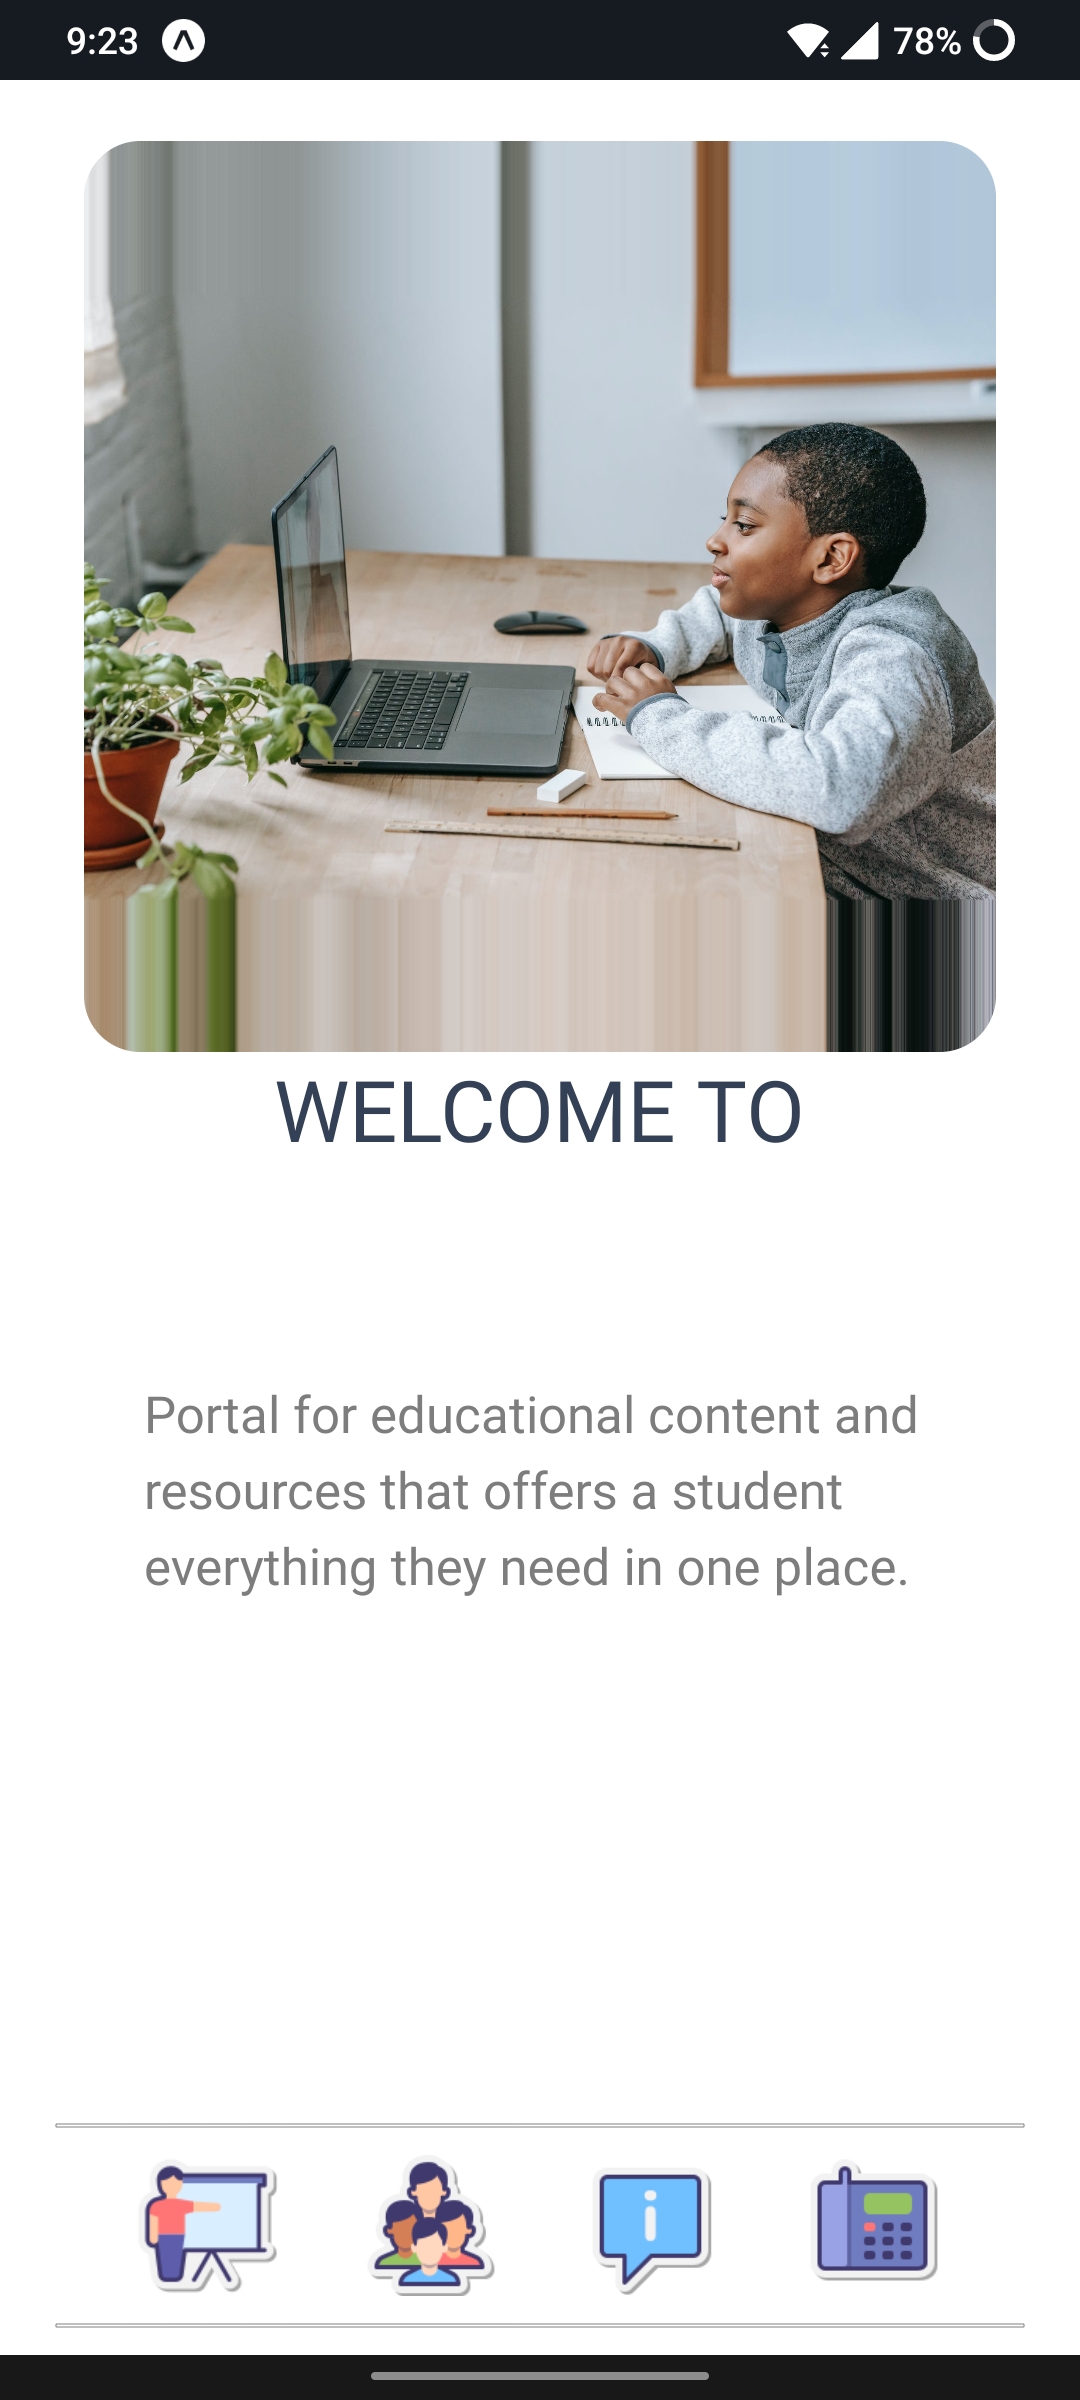 9:23
78%
WELCOME TO
Portal for educational content and
resources that offers a student
everything they need in one place.